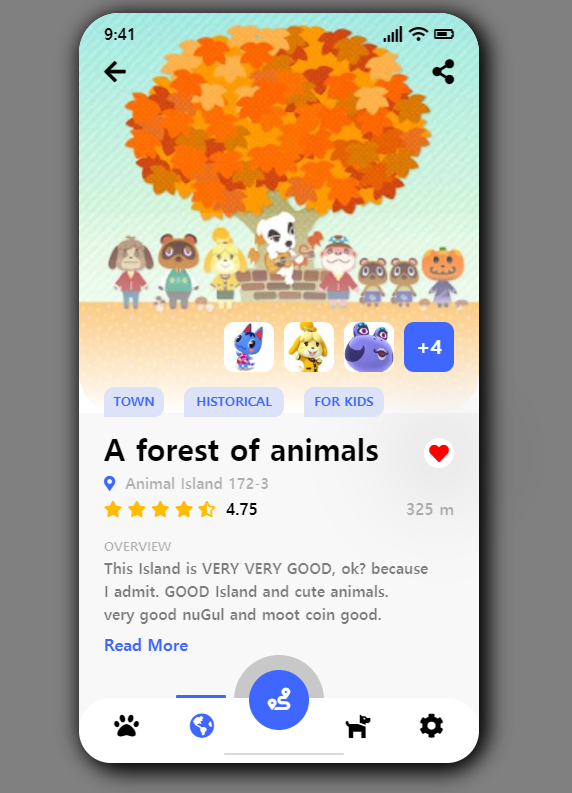 9:41
+4
TOWN
HISTORICAL
FOR KIDS
A forest of animals
Animal Island 172-3
4.75
325 m
OVERVIEW
This Island is VERY VERY GOOD, ok? because
I admit. GOOD Island and cute animals.
very good nuGul and moot coin good.
Read More